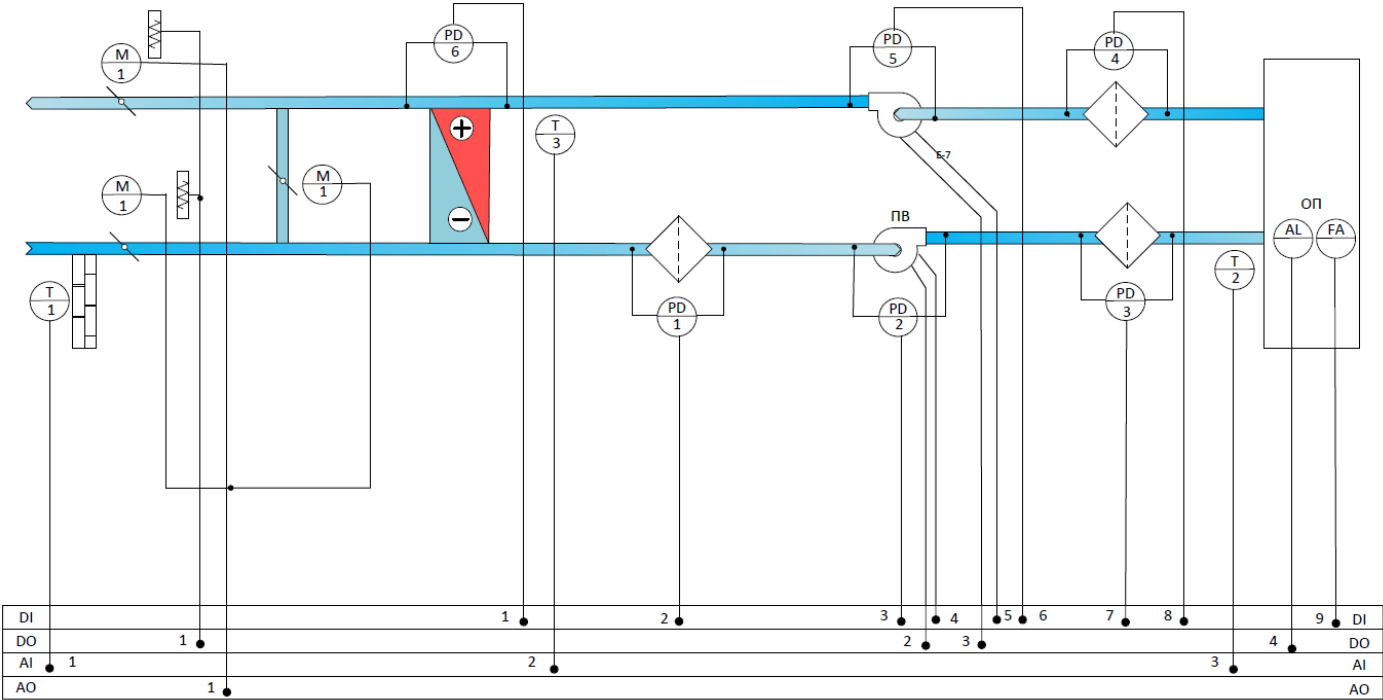 PD
6
PD
5
PD
4
M
1
T
3
Е-7
M
1
M
1
ПВ
ОП
AL
FA
T
2
T
1
PD
1
PD
2
PD
3
DI 1 2 3 4 5 6 7 8 9 DI
DO 1 2 3 4 DO
AI 1 2 3 AI
AO 1 AO